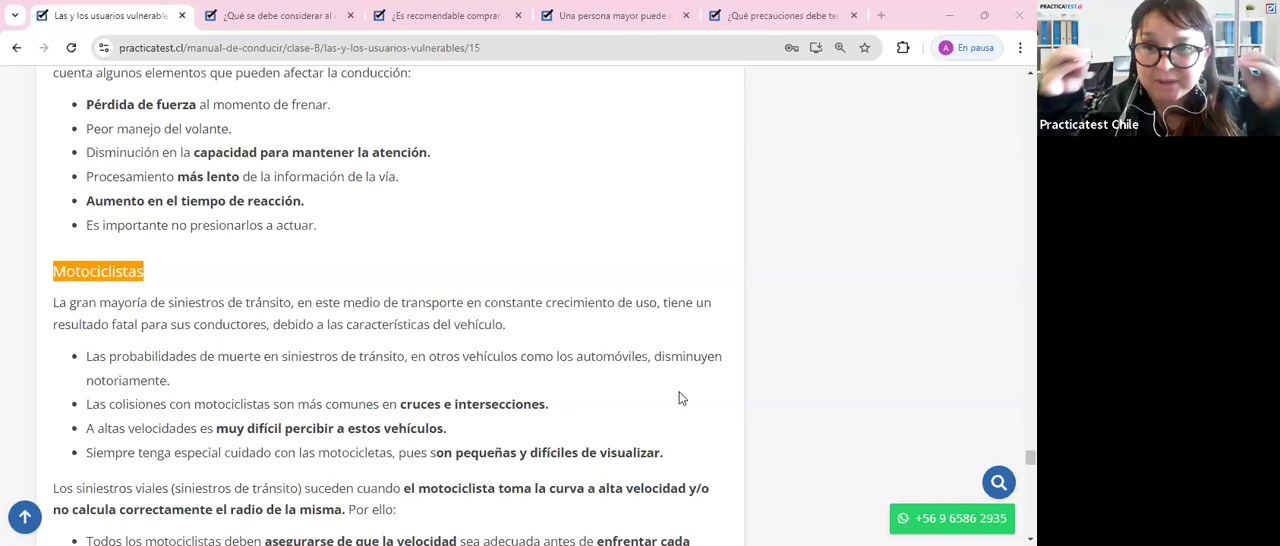 Las y los usuarios vulnerable
¿Qué se debe considerar al
¿Es recomendable comprar
Una persona mayor puede
¿Qué precauciones debe te
practicatest.cl/manual-de-conducir/clase-B/las-y-los-usuarios-vulnerables/15
A
En pausa
PRACTICATEST.cl
Practicatest Chile
cuenta algunos elementos que pueden afectar la conducción:
Pérdida de fuerza al momento de frenar.
Peor manejo del volante.
Disminución en la capacidad para mantener la atención.
Procesamiento más lento de la información de la vía.
Aumento en el tiempo de reacción.
Es importante no presionarlos a actuar.
Motociclistas
La gran mayoría de siniestros de tránsito, en este medio de transporte en constante crecimiento de uso, tiene un
resultado fatal para sus conductores, debido a las características del vehículo.
Las probabilidades de muerte en siniestros de tránsito, en otros vehículos como los automóviles, disminuyen
notoriamente.
Las colisiones con motociclistas son más comunes en cruces e intersecciones.
A altas velocidades es muy difícil percibir a estos vehículos.
Siempre tenga especial cuidado con las motocicletas, pues son pequeñas y difíciles de visualizar.
Los siniestros viales (siniestros de tránsito) suceden cuando el motociclista toma la curva a alta velocidad y/o
no calcula correctamente el radio de la misma. Por ello:
Todos los motociclistas deben asegurarse de que la velocidad sea adecuada antes de enfrentar cada
+56 9 6586 2935